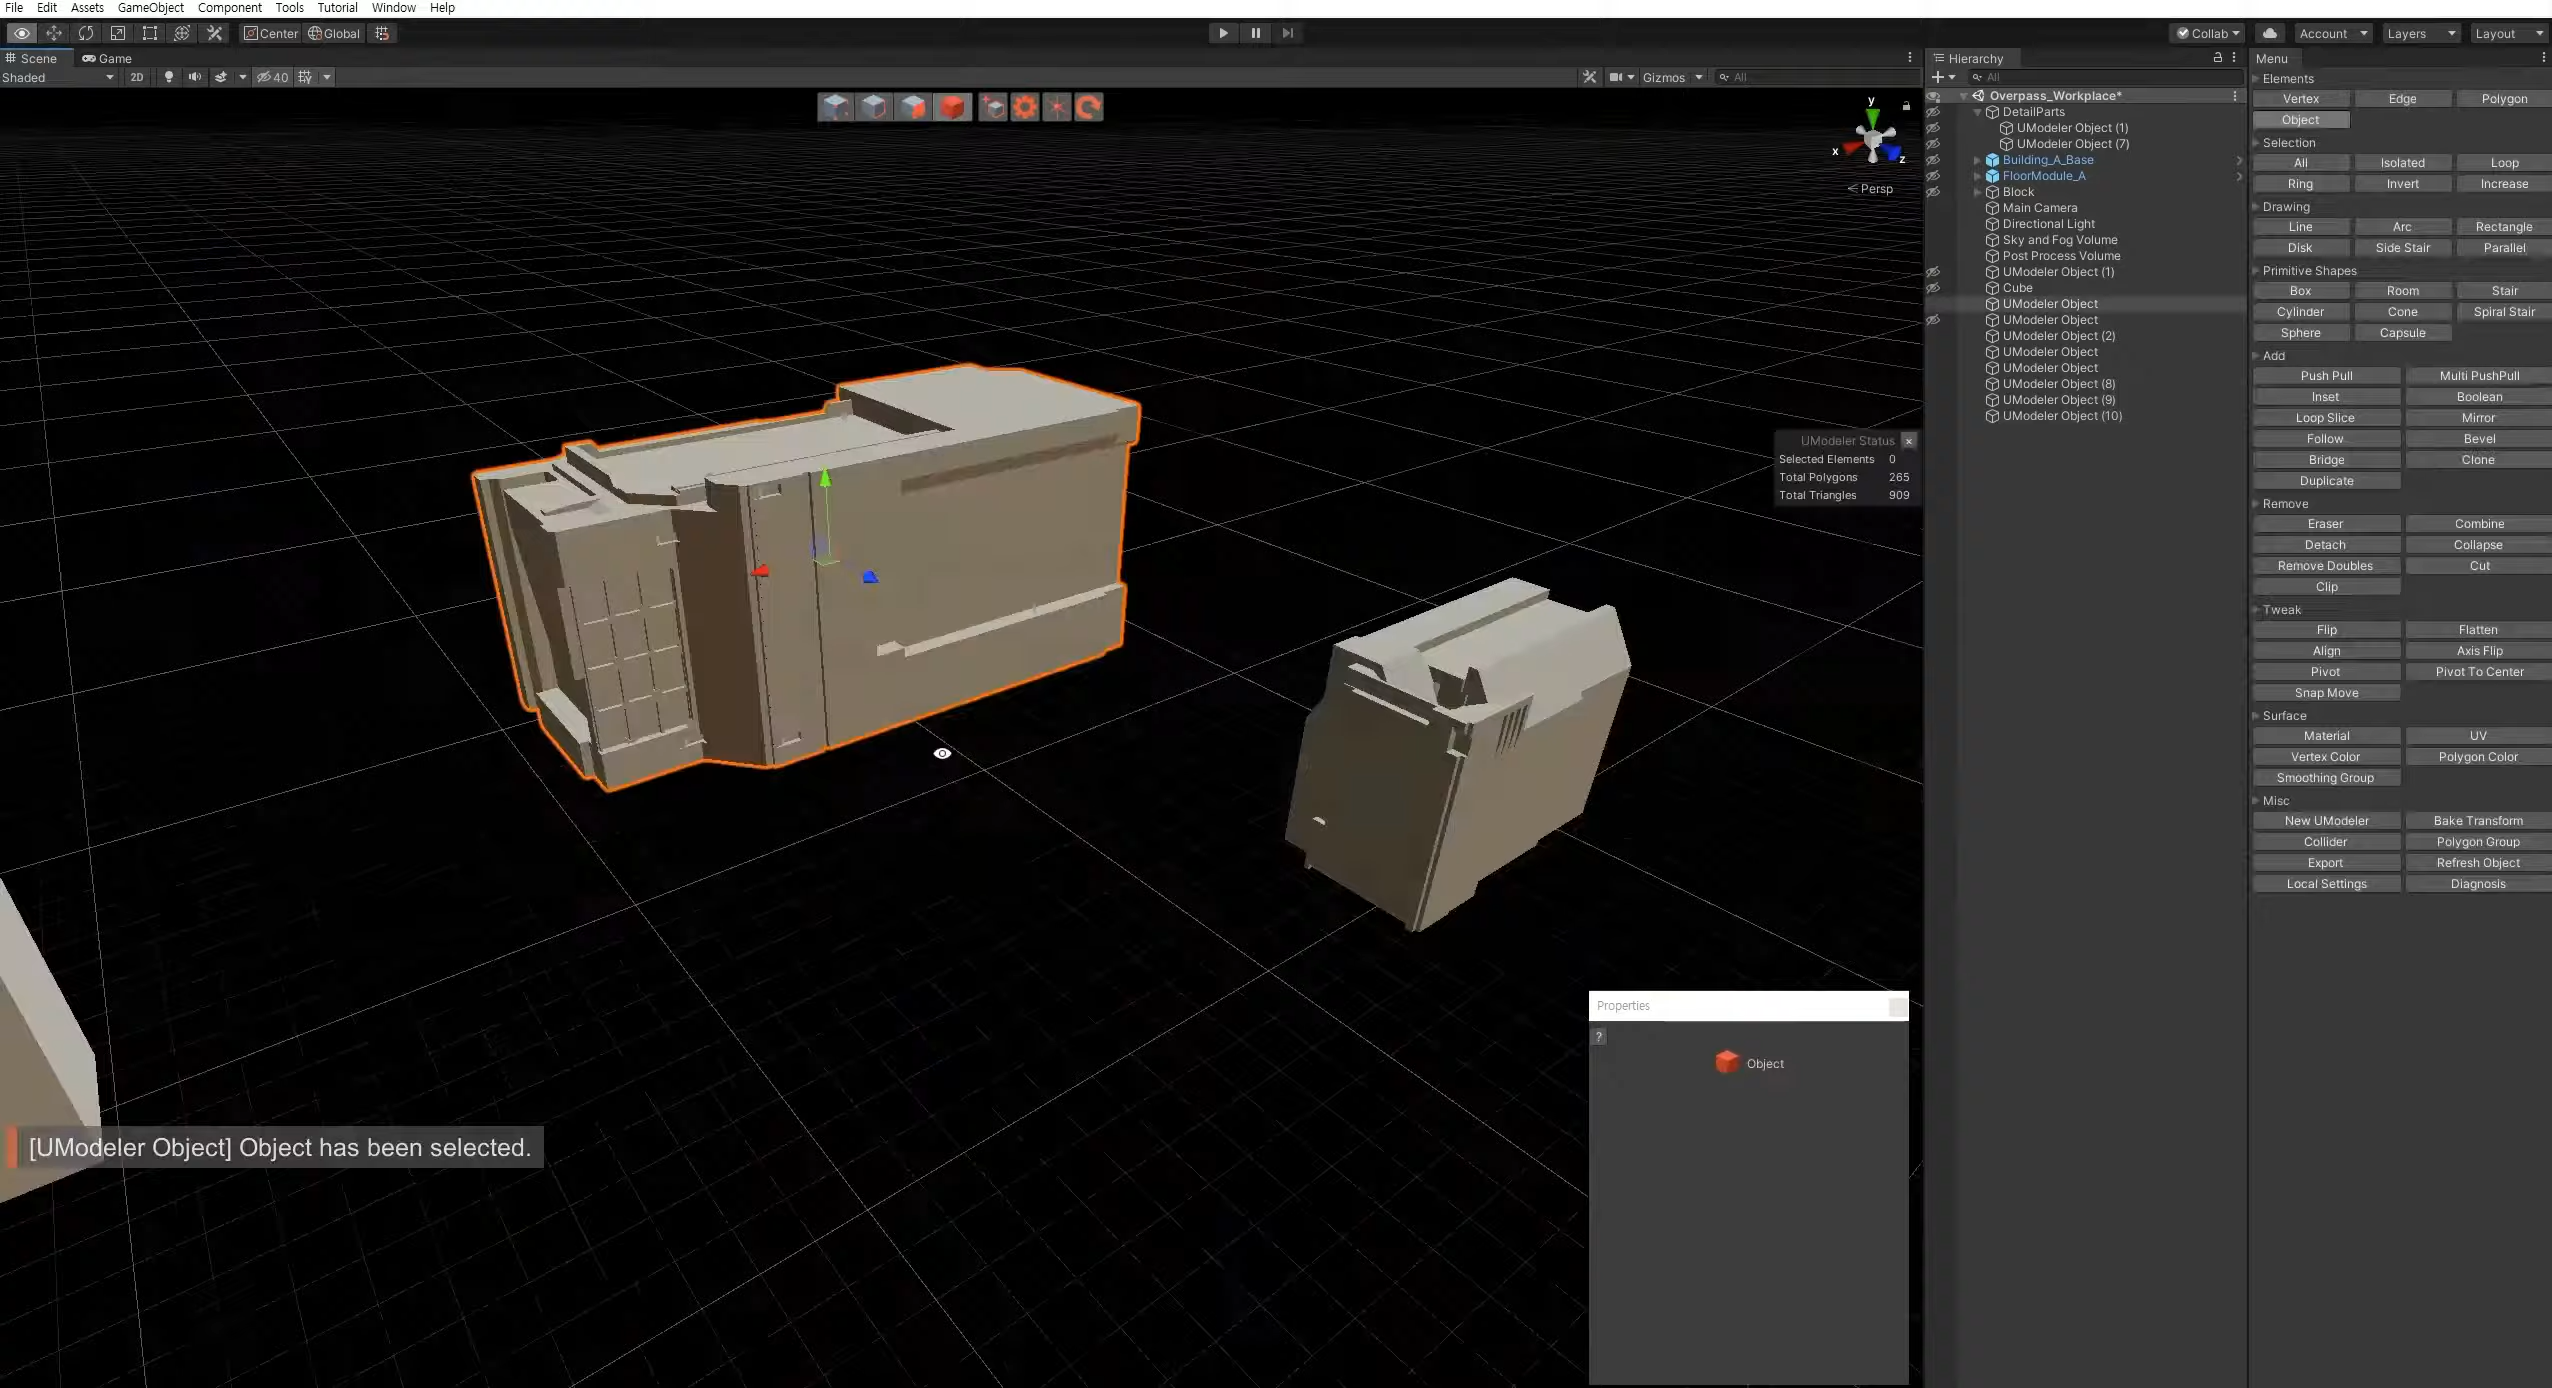 File Edit Assets GameObject Component Tools Tutorial Window Help
Center Global Collab Account Layers Layout
Scene Game
Shaded 2D 40 Gizmos All
y
x
z
Persp
UModeler Status
Selected Elements 0
Total Polygons 265
Total Triangles 909
[UModeler Object] Object has been selected.
Properties
?
Object
Hierarchy
All
Overpass_Workplace*
DetailParts
UModeler Object (1)
UModeler Object (7)
Building_A_Base
FloorModule_A
Block
Main Camera
Directional Light
Sky and Fog Volume
Post Process Volume
UModeler Object (1)
Cube
UModeler Object
UModeler Object
UModeler Object (2)
UModeler Object
UModeler Object
UModeler Object (8)
UModeler Object (9)
UModeler Object (10)
Menu
Elements
Vertex Edge Polygon
Object
Selection
All Isolated Loop
Ring Invert Increase
Drawing
Line Arc Rectangle
Disk Side Stair Parallel
Primitive Shapes
Box Room Stair
Cylinder Cone Spiral Stair
Sphere Capsule
Add
Push Pull Multi PushPull
Inset Boolean
Loop Slice Mirror
Follow Bevel
Bridge Clone
Duplicate
Remove
Eraser Combine
Detach Collapse
Remove Doubles Cut
Clip
Tweak
Flip Flatten
Align Axis Flip
Pivot Pivot To Center
Snap Move
Surface
Material UV
Vertex Color Polygon Color
Smoothing Group
Misc
New UModeler Bake Transform
Collider Polygon Group
Export Refresh Object
Local Settings Diagnosis